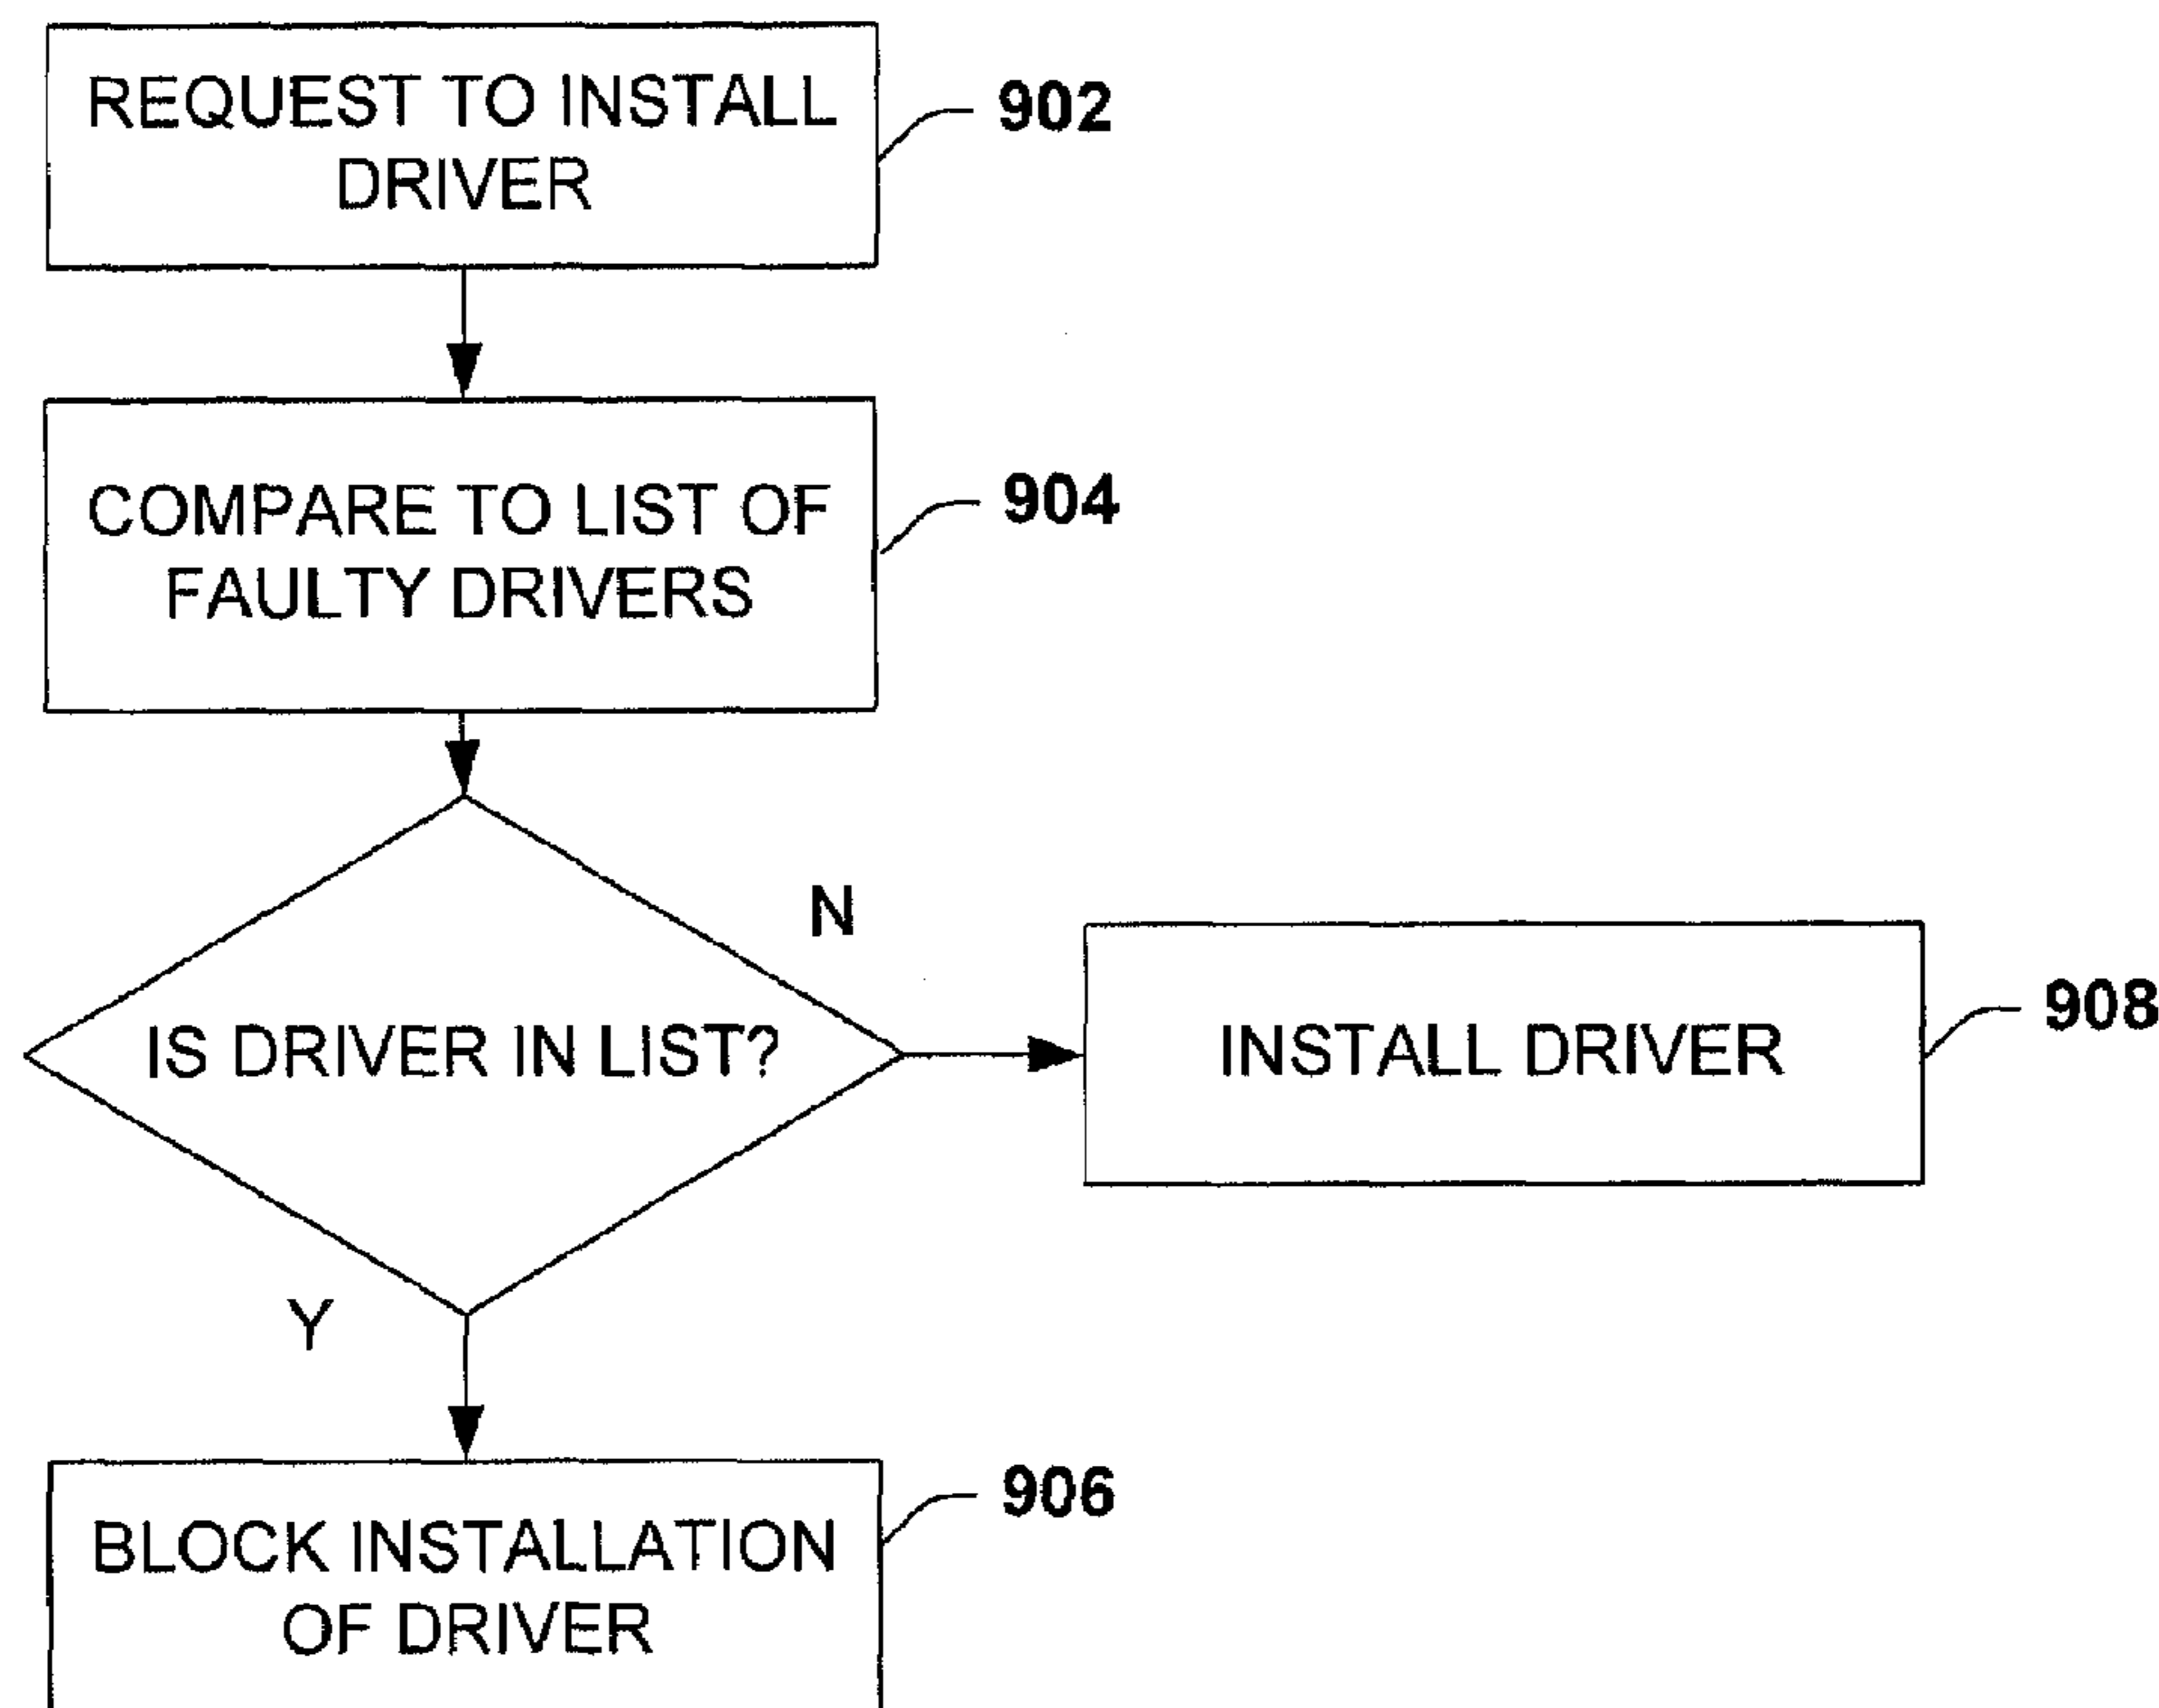 REQUEST TO INSTALL
DRIVER
902
COMPARE TO LIST OF
FAULTY DRIVERS
904
N
IS DRIVER IN LIST?
INSTALL DRIVER
908
Y
BLOCK INSTALLATION
OF DRIVER
906